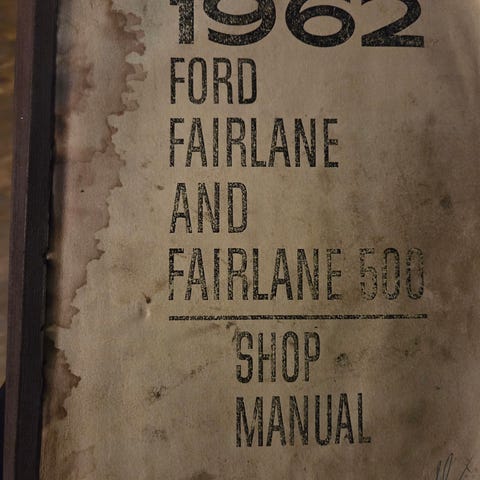 1962
FORD
FAIRLANE
AND
FAIRLANE 500
SHOP
MANUAL